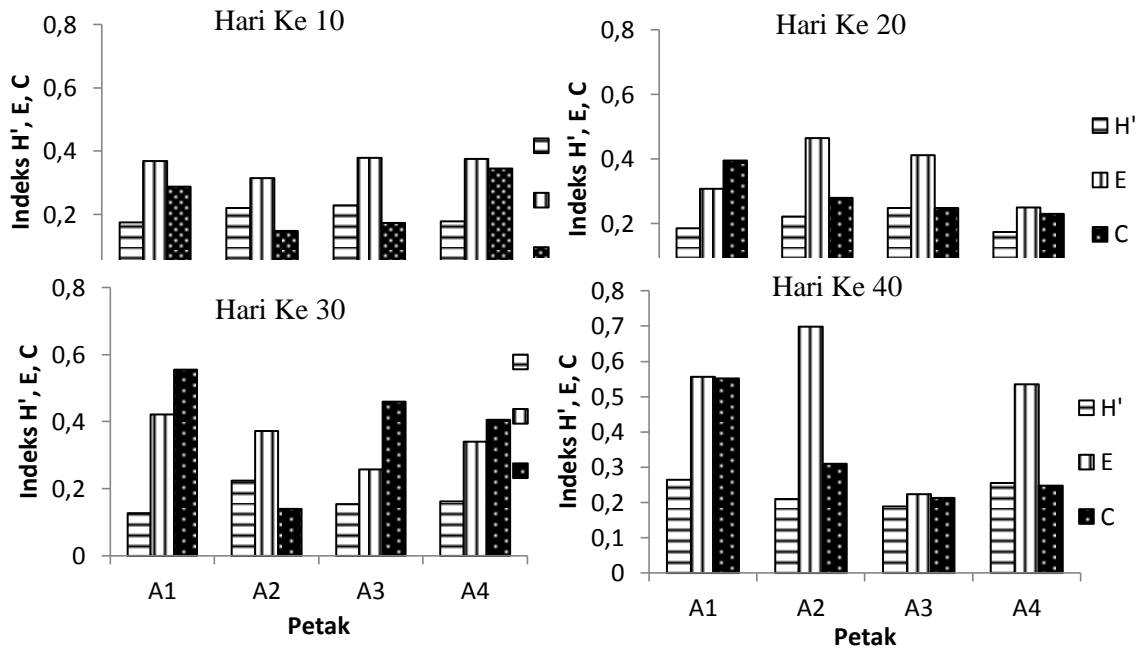 Hari Ke 10
0,8
0,6
0,4
0,2
Indeks H', E, C
Hari Ke 20
0,8
0,6
0,4
0,2
Indeks H', E, C
H'
E
C
Hari Ke 30
0,8
0,6
0,4
0,2
0
Indeks H', E, C
A1 A2 A3 A4
Petak
Hari Ke 40
0,8
0,7
0,6
0,5
0,4
0,3
0,2
0,1
0
Indeks H', E, C
H'
E
C
A1 A2 A3 A4
Petak